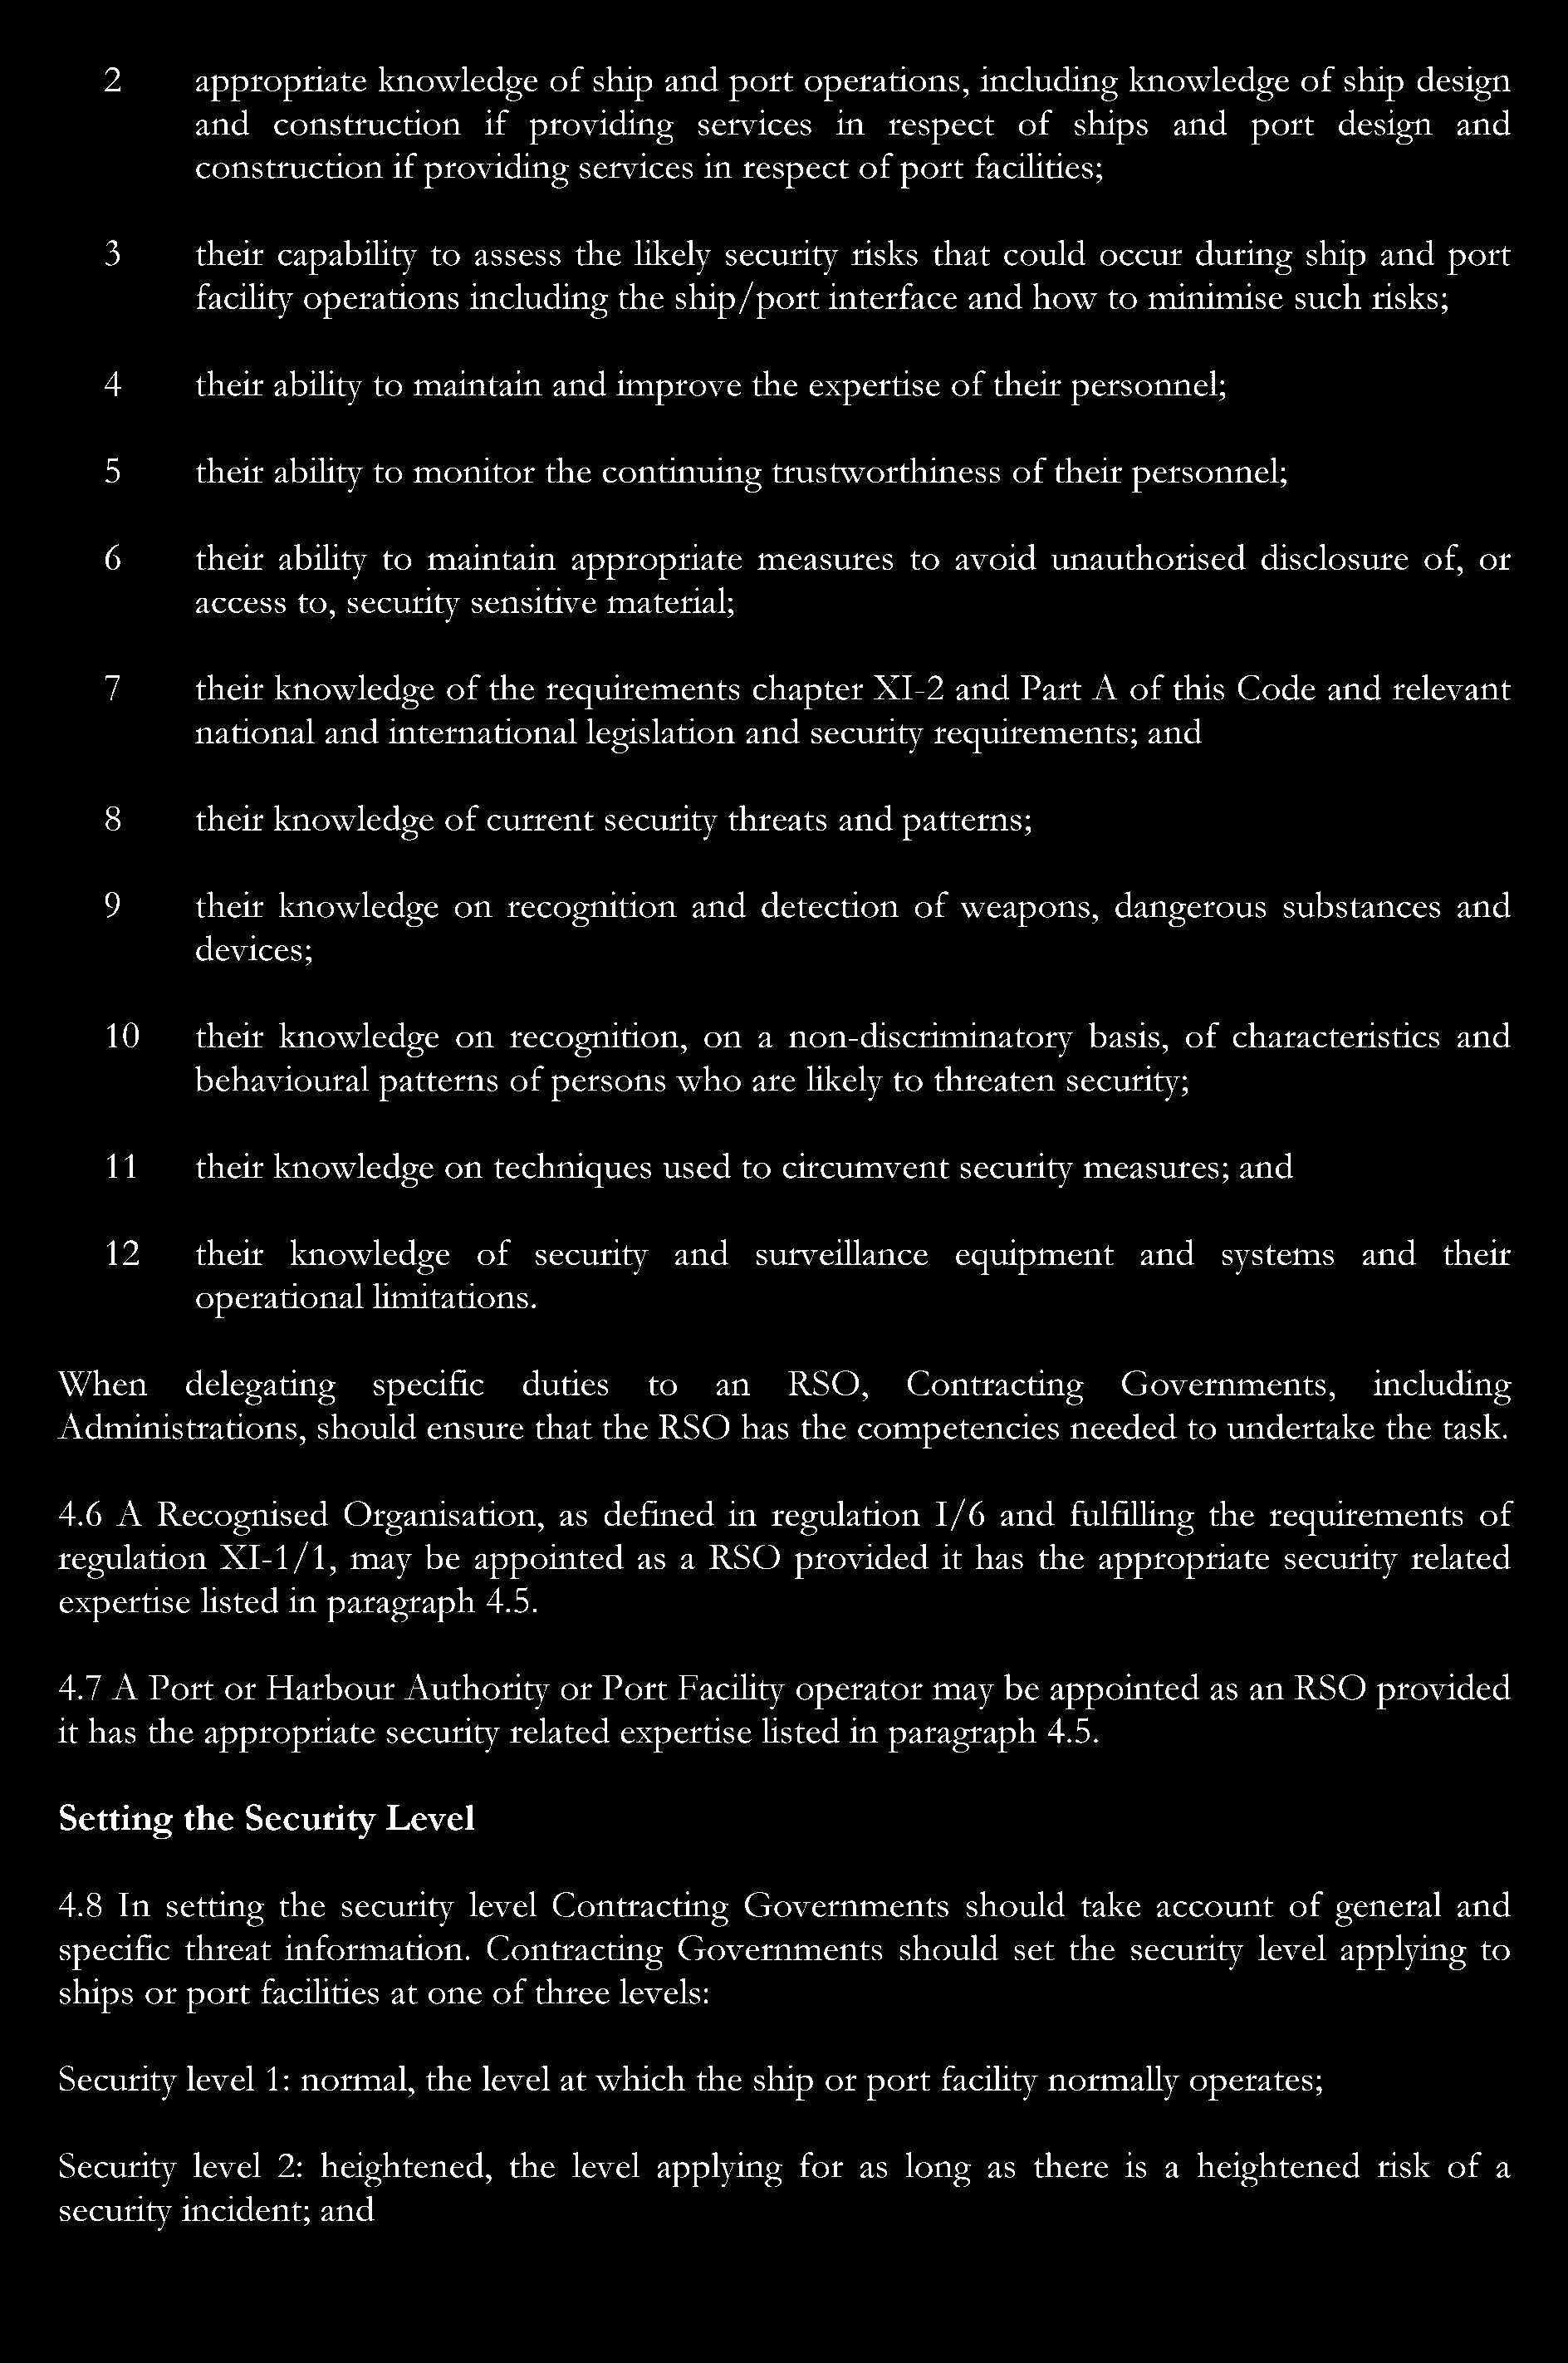 2 appropriate knowledge of ship and port operations, including knowledge of ship design
and construction if providing services in respect of ships and port design and
construction if providing services in respect of port facilities;
3 their capability to assess the likely security risks that could occur during ship and port
facility operations including the ship/port interface and how to minimise such risks;
4 their ability to maintain and improve the expertise of their personnel;
5 their ability to monitor the continuing trustworthiness of their personnel;
6 their ability to maintain appropriate measures to avoid unauthorised disclosure of, or
access to, security sensitive material;
7 their knowledge of the requirements chapter XI-2 and Part A of this Code and relevant
national and international legislation and security requirements; and
8 their knowledge of current security threats and patterns;
9 their knowledge on recognition and detection of weapons, dangerous substances and
devices;
10 their knowledge on recognition, on a non-discriminatory basis, of characteristics and
behavioural patterns of persons who are likely to threaten security;
11 their knowledge on techniques used to circumvent security measures; and
12 their knowledge of security and surveillance equipment and systems and their
operational limitations.
When delegating specific duties to an RSO, Contracting Governments, including
Administrations, should ensure that the RSO has the competencies needed to undertake the task.
4.6 A Recognised Organisation, as defined in regulation I/6 and fulfilling the requirements of
regulation XI-1/1, may be appointed as a RSO provided it has the appropriate security related
expertise listed in paragraph 4.5.
4.7 A Port or Harbour Authority or Port Facility operator may be appointed as an RSO provided
it has the appropriate security related expertise listed in paragraph 4.5.
Setting the Security Level
4.8 In setting the security level Contracting Governments should take account of general and
specific threat information. Contracting Governments should set the security level applying to
ships or port facilities at one of three levels:
Security level 1: normal, the level at which the ship or port facility normally operates;
Security level 2: heightened, the level applying for as long as there is a heightened risk of a
security incident; and